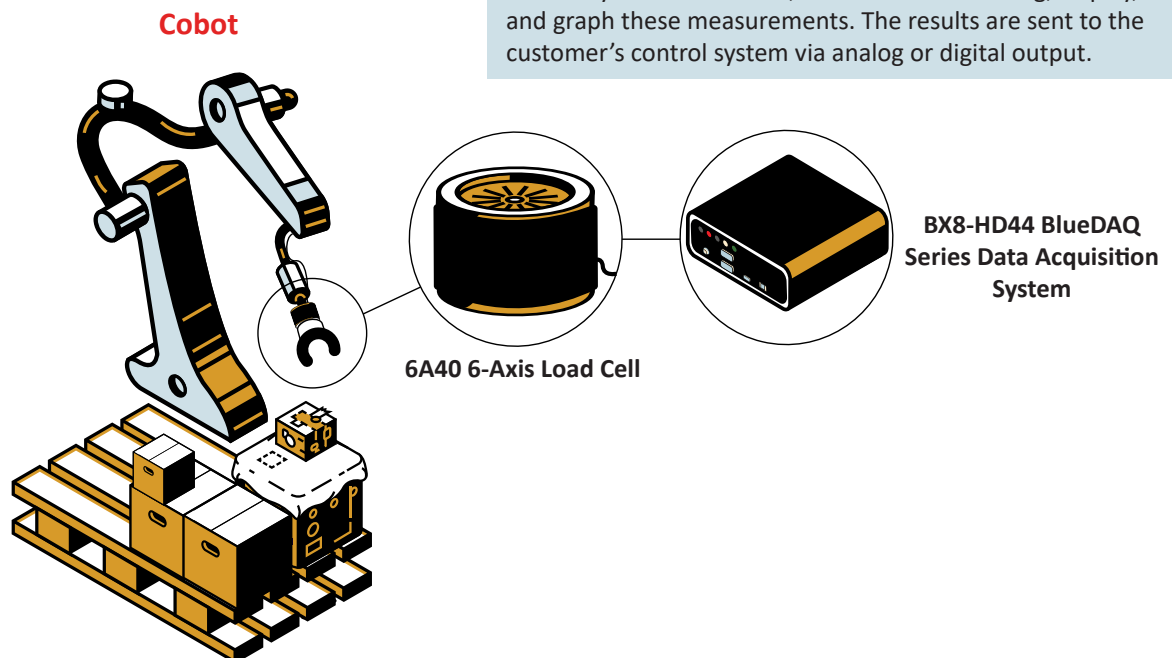 Cobot
and graph these measurements. The results are sent to the
customer’s control system via analog or digital output.
6A40 6-Axis Load Cell
BX8-HD44 BlueDAQ
Series Data Acquisition
System